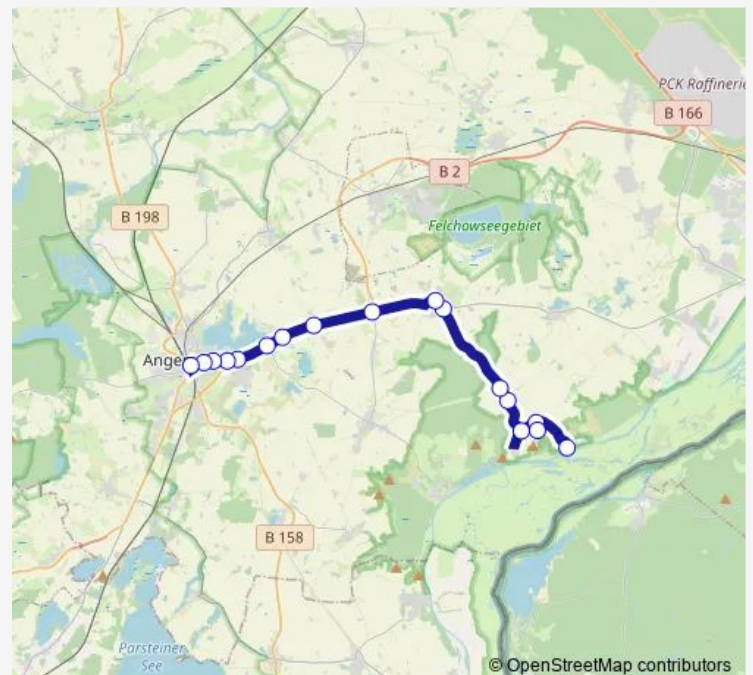 PCK Raffinerie
B 166
B 2
B 198
Felchowseegebiet
Ange
B 158
Parsteiner
See
© OpenStreetMap contributors